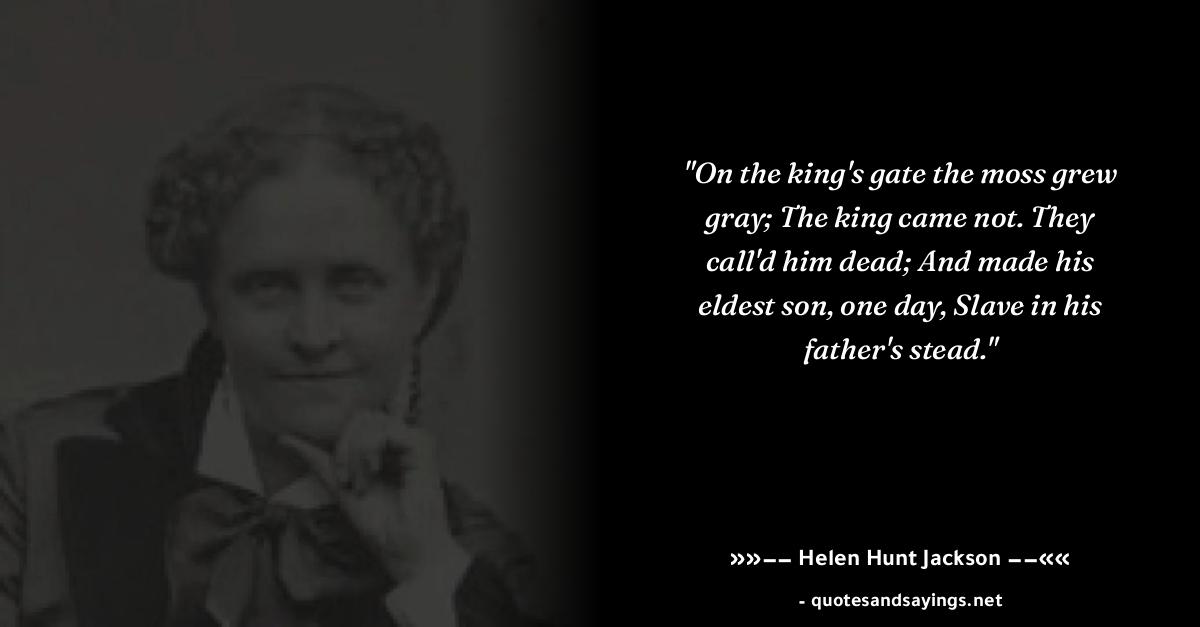 "On the king's gate the moss grew
gray; The king came not. They
call'd him dead; And made his
eldest son, one day, Slave in his
father's stead."
»»−− Helen Hunt Jackson −−««
- quotesandsayings.net